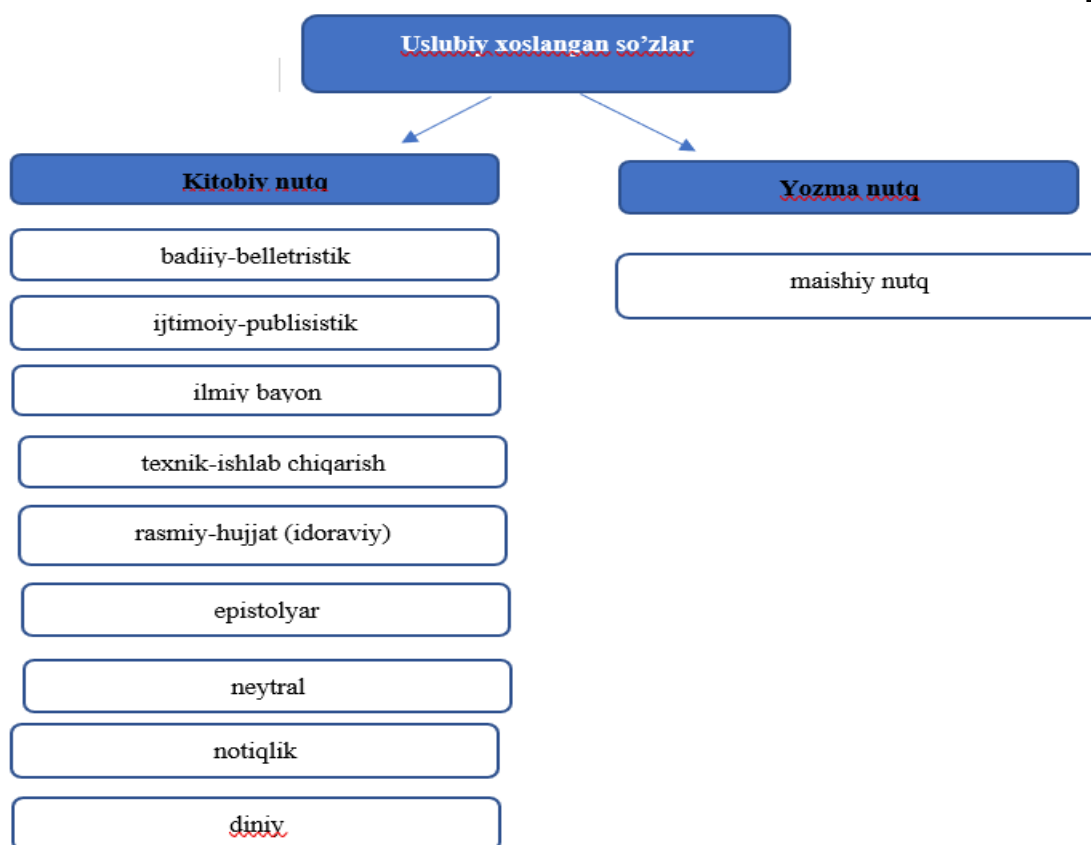 Uslubiy xoslangan so’zlar
Kitobiy nutq
Yozma nutq
badiiy-belletristik
maishiy nutq
ijtimoiy-publisistik
ilmiy bayon
texnik-ishlab chiqarish
rasmiy-hujjat (idoraviy)
epistolyar
neytral
notiqlik
diniy